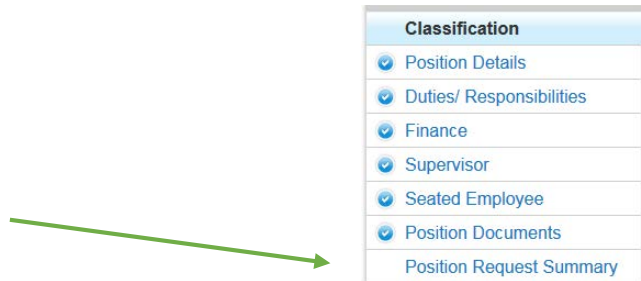 Classification
Position Details
Duties/ Responsibilities
Finance
Supervisor
Seated Employee
Position Documents
Position Request Summary